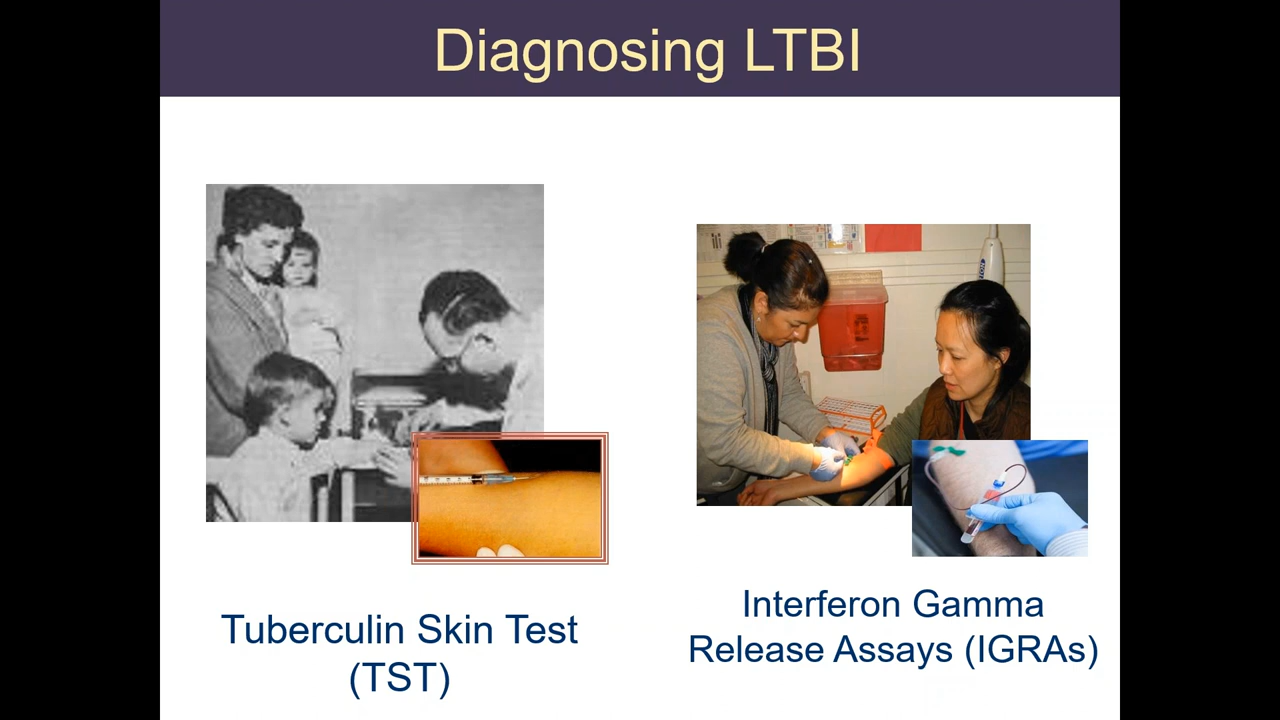 Diagnosing LTBI
Tuberculin Skin Test
(TST)
Interferon Gamma
Release Assays (IGRAs)